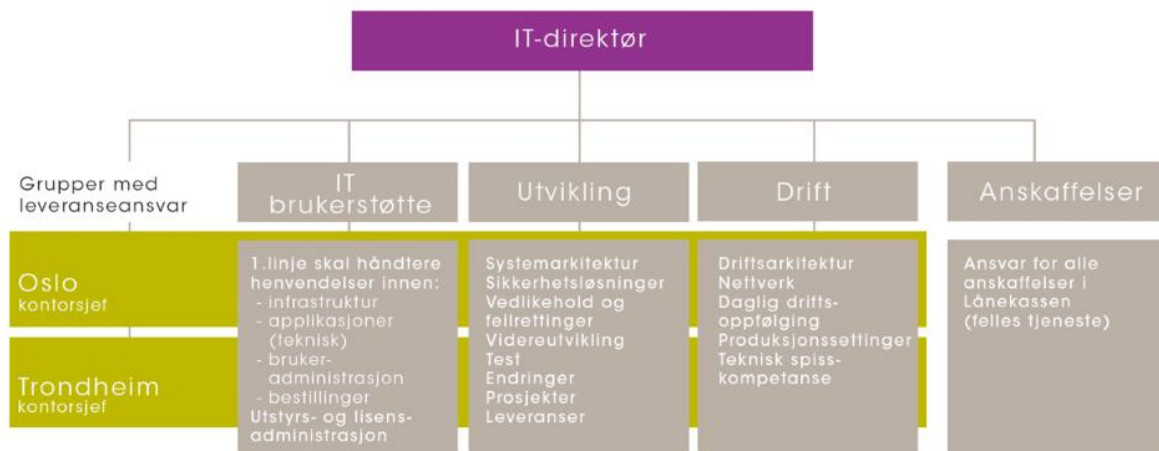 IT-direktør
Grupper med
leveranseansvar
Oslo
kontorsjef
Trondheim
kontorsjef
IT
brukerstøtte
1.linje skal håndtere
henvendelser innen:
- infrastruktur
- applikasjoner
(teknisk)
- bruker-
administrasjon
- bestillinger
Utstyrs- og lisens-
administrasjon
Utvikling
Systemarkitektur
Sikkerhetsløsninger
Vedlikehold og
feilrettinger
Videreutvikling
Test
Endringer
Prosjekter
Leveranser
Drift
Driftsarkitektur
Nettverk
Daglig drifts-
oppfølging
Produksjonssettinger
Teknisk spiss-
kompetanse
Anskaffelser
Ansvar for alle
anskaffelser i
Lånekassen
(felles tjeneste)